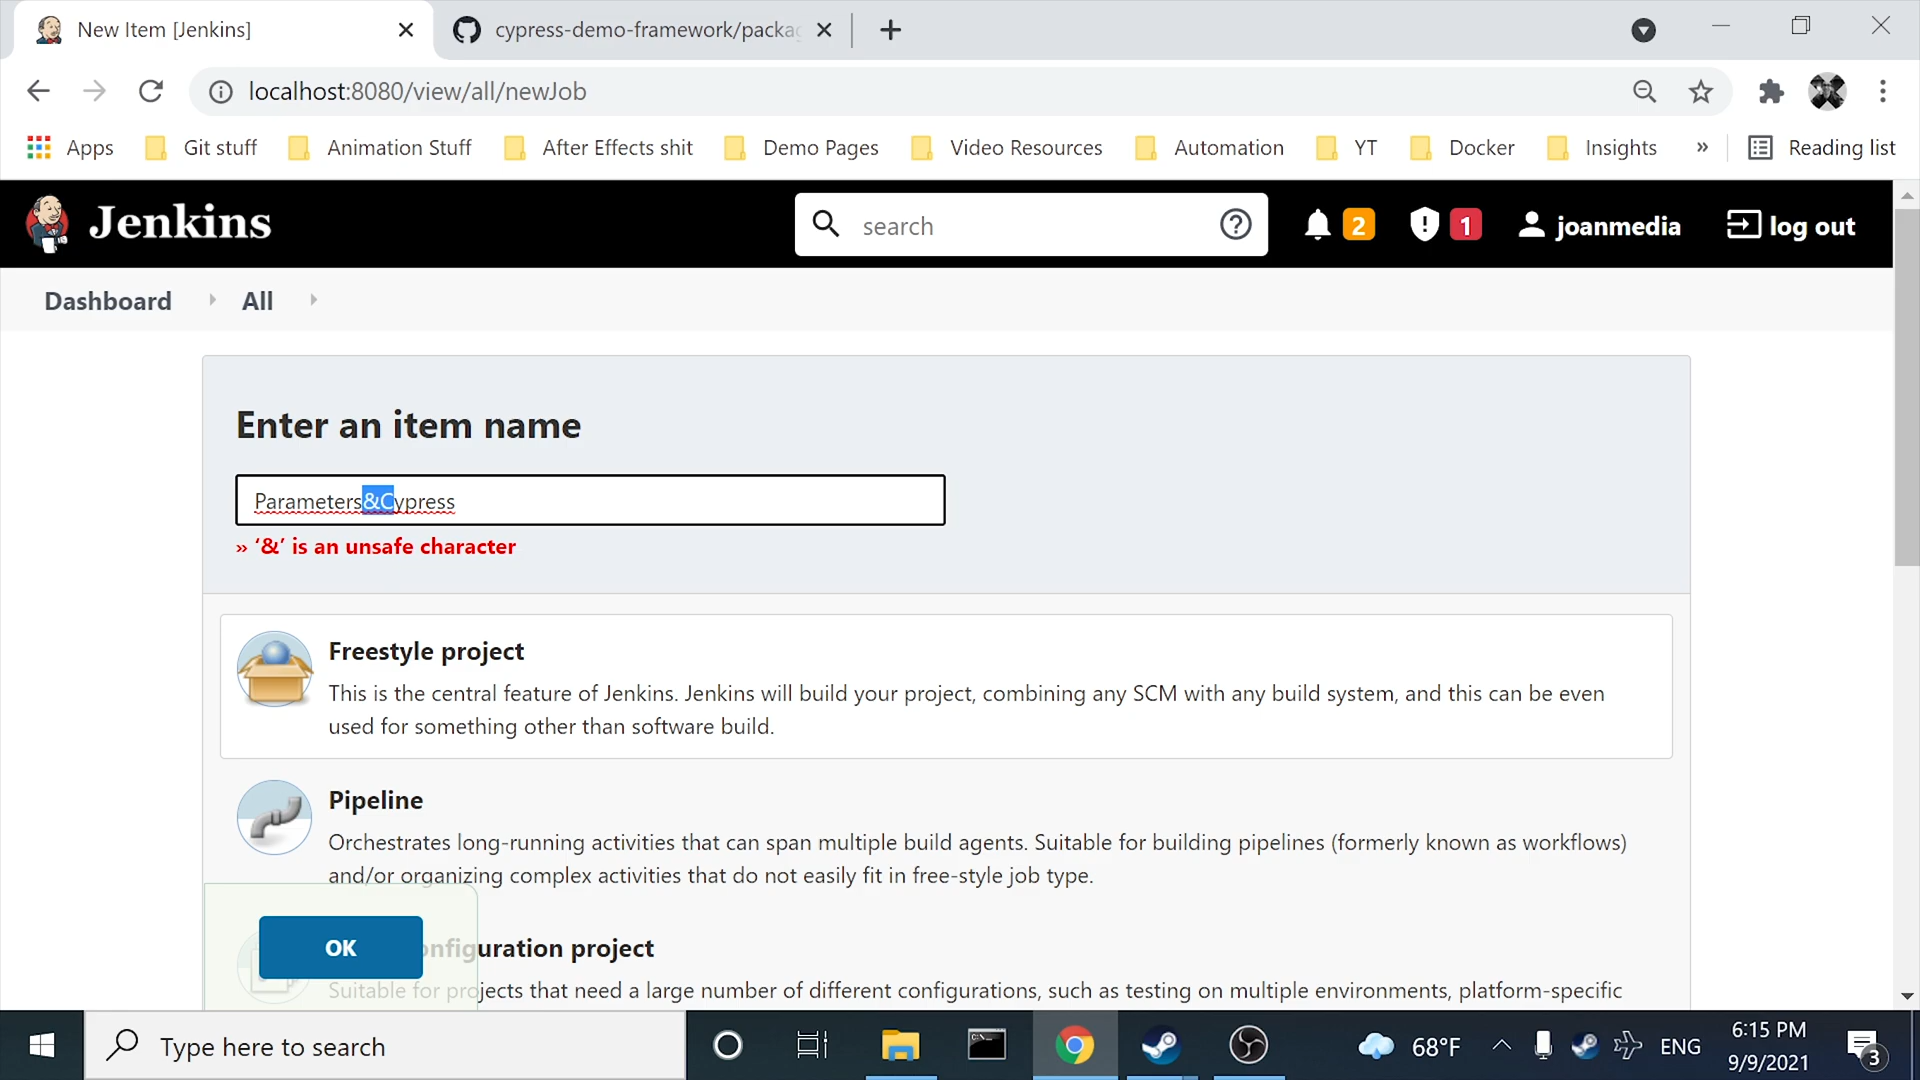 New Item [Jenkins]
cypress-demo-framework/packag
localhost:8080/view/all/newJob
Apps
Git stuff
Animation Stuff
After Effects shit
Demo Pages
Video Resources
Automation
YT
Docker
Insights
»
Reading list
Jenkins
search
2
1
joanmedia
log out
Dashboard
All
Enter an item name
Parameters&Cypress
» ‘&’ is an unsafe character
Freestyle project
This is the central feature of Jenkins. Jenkins will build your project, combining any SCM with any build system, and this can be even
used for something other than software build.
Pipeline
Orchestrates long-running activities that can span multiple build agents. Suitable for building pipelines (formerly known as workflows)
and/or organizing complex activities that do not easily fit in free-style job type.
OK
onfiguration project
Suitable for projects that need a large number of different configurations, such as testing on multiple environments, platform-specific
Type here to search
68°F
ENG
6:15 PM
9/9/2021
3